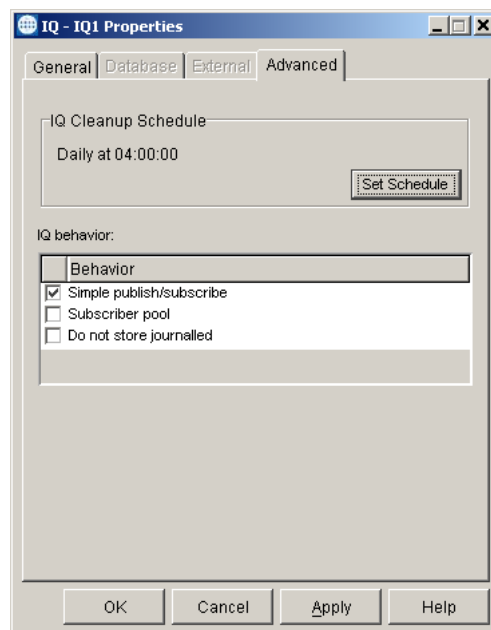 IQ - IQ1 Properties
General Database External Advanced
IQ Cleanup Schedule
Daily at 04:00:00
Set Schedule
IQ behavior:
Behavior
Simple publish/subscribe
Subscriber pool
Do not store journalled
OK Cancel Apply Help